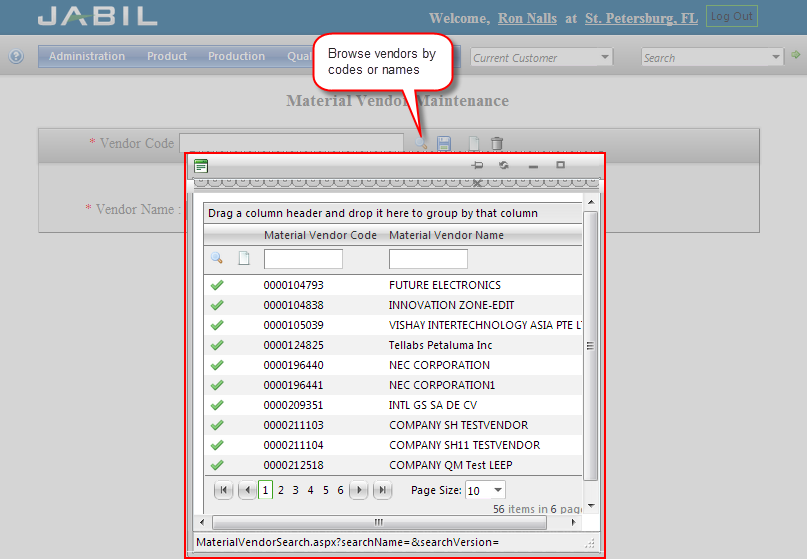 JABIL
Welcome, Ron Nalls at St. Petersburg, FL Log Out
Administration Product Production Qual Current Customer Search
Browse vendors by
codes or names
Material Vendor Maintenance
* Vendor Code
* Vendor Name :
Drag a column header and drop it here to group by that column
Material Vendor Code Material Vendor Name
0000104793 FUTURE ELECTRONICS
0000104838 INNOVATION ZONE-EDIT
0000105039 VISHAY INTERTECHNOLOGY ASIA PTE LT
0000124825 Tellabs Petaluma Inc
0000196440 NEC CORPORATION
0000196441 NEC CORPORATION1
0000209351 INTL GS SA DE CV
0000211103 COMPANY SH TESTVENDOR
0000211104 COMPANY SH11 TESTVENDOR
0000212518 COMPANY QM Test LEEP
1 2 3 4 5 6 Page Size: 10
56 items in 6 page
MaterialVendorSearch.aspx?searchName=&searchVersion=